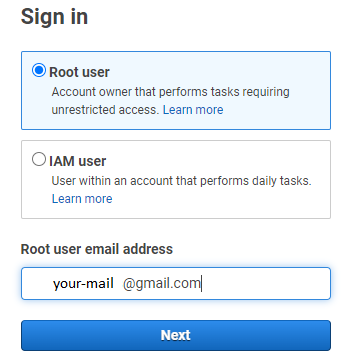 Sign in
Root user
Account owner that performs tasks requiring
unrestricted access. Learn more
IAM user
User within an account that performs daily tasks.
Learn more
Root user email address
your-mail @gmail.com
Next